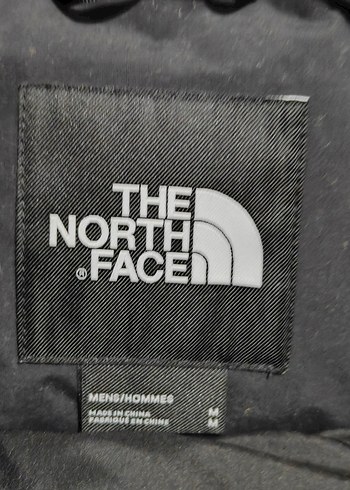 THE
NORTH
® FACE
MENS/HOMMES
MADE IN CHINA M
FABRIQUÉ EN CHINE M